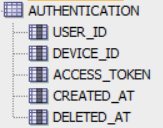 AUTHENTICATION
USER_ID
DEVICE_ID
ACCESS_TOKEN
CREATED_AT
DELETED_AT